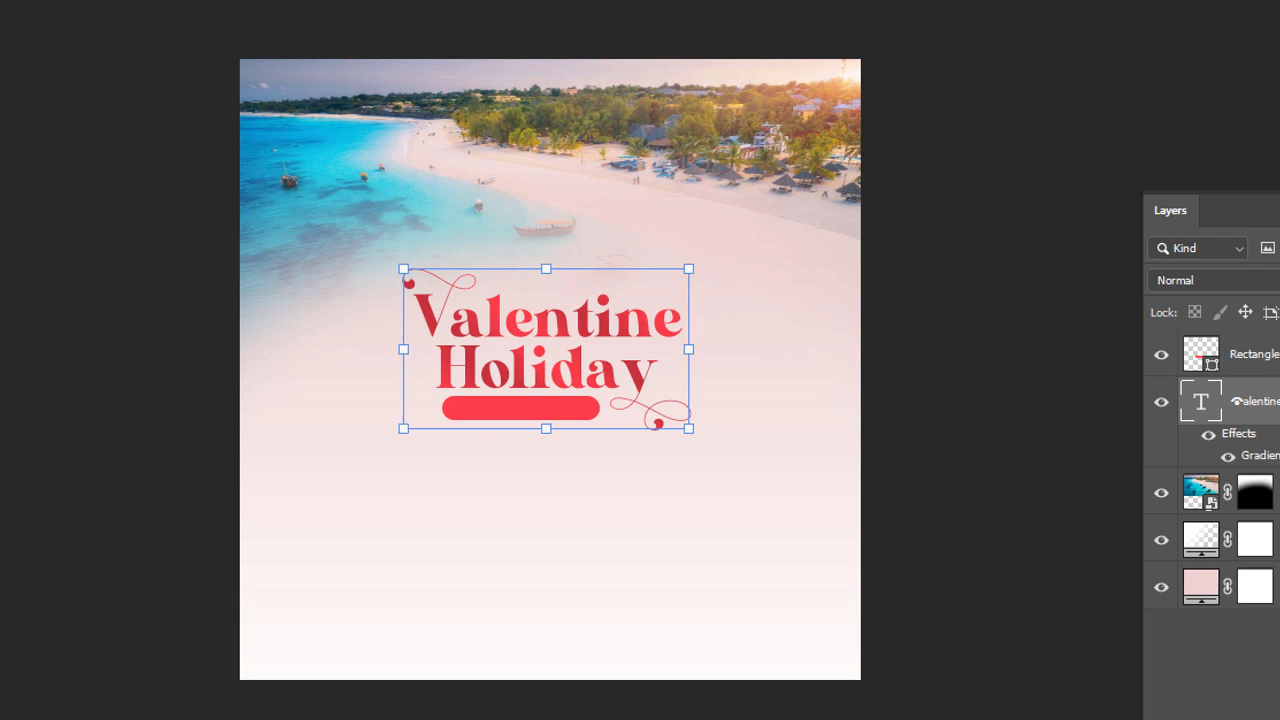 Valentine
Holiday
Layers
Kind
Normal
Lock:
Rectangle
T
alentine
Effects
Gradien